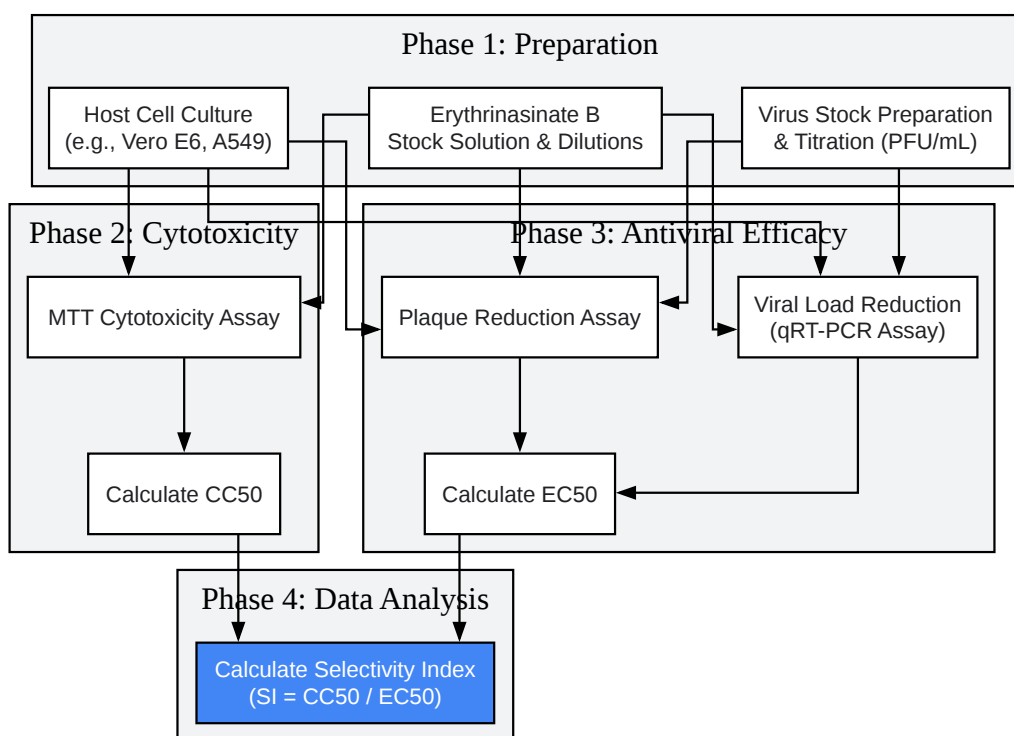 Phase 1: Preparation
Host Cell Culture
(e.g., Vero E6, A549)
Erythrinasinate B
Stock Solution & Dilutions
Virus Stock Preparation
& Titration (PFU/mL)
Phase 2: Cytotoxicity
Phase 3: Antiviral Efficacy
MTT Cytotoxicity Assay
Plaque Reduction Assay
Viral Load Reduction
(qRT-PCR Assay)
Calculate CC50
Calculate EC50
Phase 4: Data Analysis
Calculate Selectivity Index
(SI = CC50 / EC50)